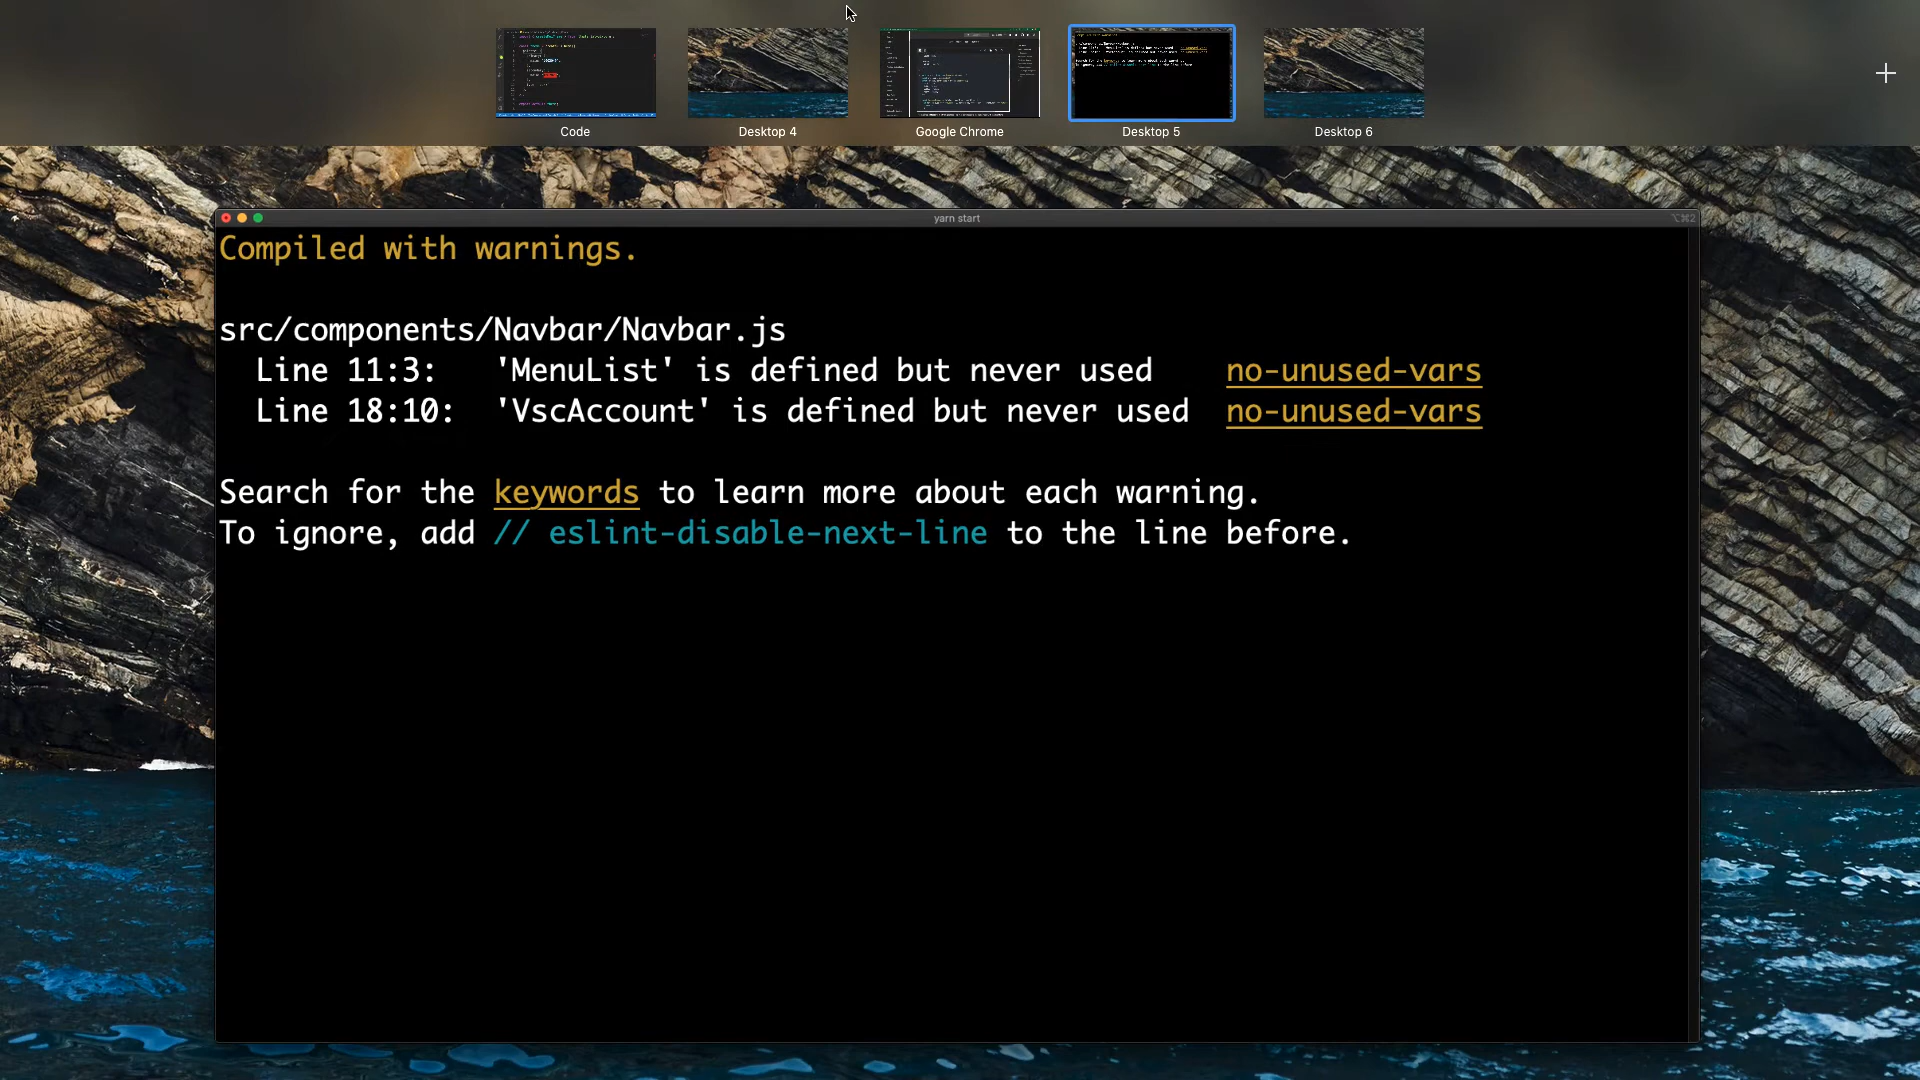 Code
Desktop 4
Google Chrome
Desktop 5
Desktop 6
yarn start
⌥⌘2
Compiled with warnings.
src/components/Navbar/Navbar.js
Line 11:3: 'MenuList' is defined but never used no-unused-vars
Line 18:10: 'VscAccount' is defined but never used no-unused-vars
Search for the keywords to learn more about each warning.
To ignore, add // eslint-disable-next-line to the line before.